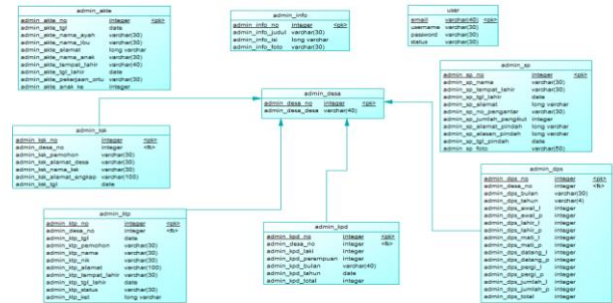 admin_akte
admin_akte_no integer <pk>
admin_akte_tgl date
admin_akte_nama_ayah varchar(30)
admin_akte_nama_ibu varchar(30)
admin_akte_alamat long varchar
admin_akte_nama_anak varchar(30)
admin_akte_tempat_lahir varchar(40)
admin_akte_tgl_lahir date
admin_akte_pekerjaan_ortu varchar(30)
admin_akte_anak_ke integer
admin_info
admin_info_no integer <pk>
admin_info_judul varchar(30)
admin_info_isi long varchar
admin_info_foto varchar(30)
user
email varchar(40) <pk>
username varchar(30)
password varchar(30)
status varchar(30)
admin_desa
admin_desa_no integer <pk>
admin_desa_desa varchar(40)
admin_sp
admin_sp_no integer <pk>
admin_sp_nama varchar(30)
admin_sp_tempat_lahir varchar(30)
admin_sp_tgl_lahir date
admin_sp_alamat long varchar
admin_sp_no_pengantar varchar(30)
admin_sp_jumlah_pengikut integer
admin_sp_alamat_pindah long varchar
admin_sp_alasan_pindah long varchar
admin_sp_tgl_pindah date
admin_sp_foto varchar(50)
admin_kk
admin_kk_no integer <pk>
admin_desa_no integer <fk>
admin_kk_pemohon varchar(30)
admin_kk_alamat_desa varchar(30)
admin_kk_nama_kk varchar(30)
admin_kk_alamat_lengkap varchar(100)
admin_kk_tgl date
admin_ktp
admin_ktp_no integer <pk>
admin_desa_no integer <fk>
admin_ktp_tgl date
admin_ktp_pemohon varchar(30)
admin_ktp_nama varchar(30)
admin_ktp_nik varchar(30)
admin_ktp_alamat varchar(100)
admin_ktp_tempat_lahir varchar(30)
admin_ktp_tgl_lahir date
admin_ktp_status varchar(30)
admin_ktp_ket long varchar
admin_kpd
admin_kpd_no integer <pk>
admin_desa_no integer <fk>
admin_kpd_laki integer
admin_kpd_perempuan integer
admin_kpd_bulan varchar(40)
admin_kpd_tahun date
admin_kpd_total integer
admin_dps
admin_dps_no integer <pk>
admin_desa_no integer <fk>
admin_dps_bulan varchar(30)
admin_dps_tahun varchar(4)
admin_dps_awal_l integer
admin_dps_awal_p integer
admin_dps_lahir_l integer
admin_dps_lahir_p integer
admin_dps_mati_l integer
admin_dps_mati_p integer
admin_dps_datang_l integer
admin_dps_datang_p integer
admin_dps_pergi_l integer
admin_dps_pergi_p integer
admin_dps_jumlah_l integer
admin_dps_jumlah_p integer
admin_dps_total integer